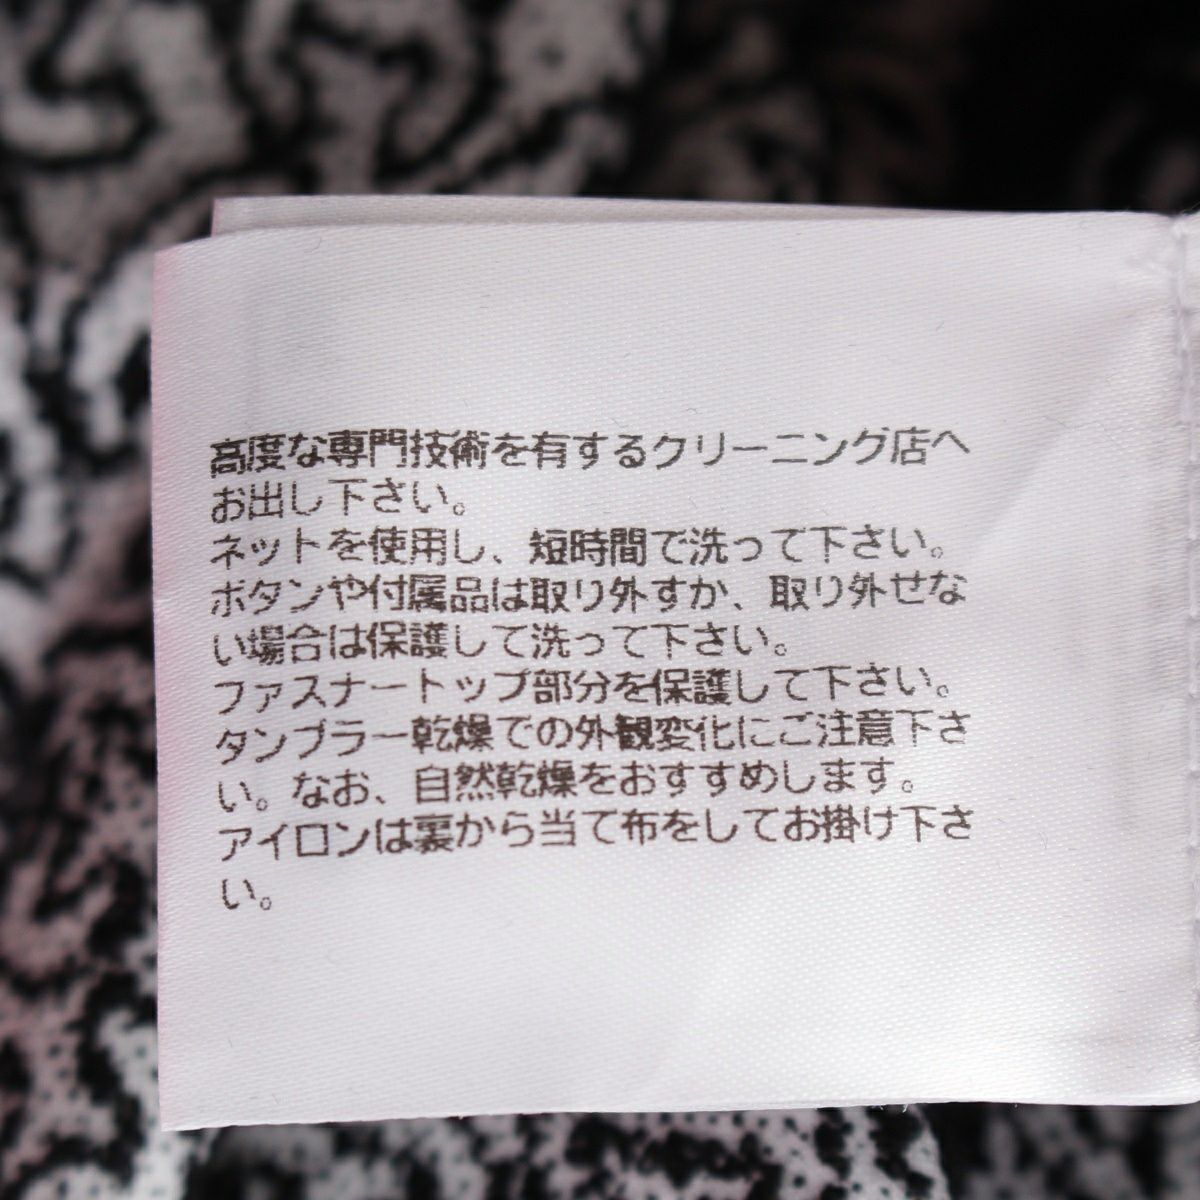 高度な専門技術を有するクリーニング店へ
お出し下さい。
ネットを使用し、短時間で洗って下さい。
ボタンや付属品は取り外すか、取り外せな
い場合は保護して洗って下さい。
ファスナートップ部分を保護して下さい。
タンブラー乾燥での外観変化にご注意下さ
い。なお、自然乾燥をおすすめします。
アイロンは裏から当て布をしてお掛け下さ
い。